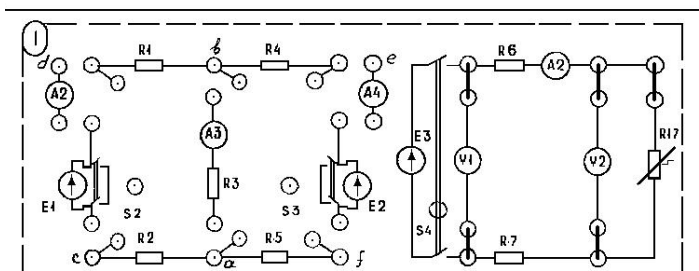 1
R1 b R4
d e R6 A2
A2 A4
A3 E3 R17
V1 V2
R3
E1 S2 S3 E2
S4
c R2 a R5 f R7